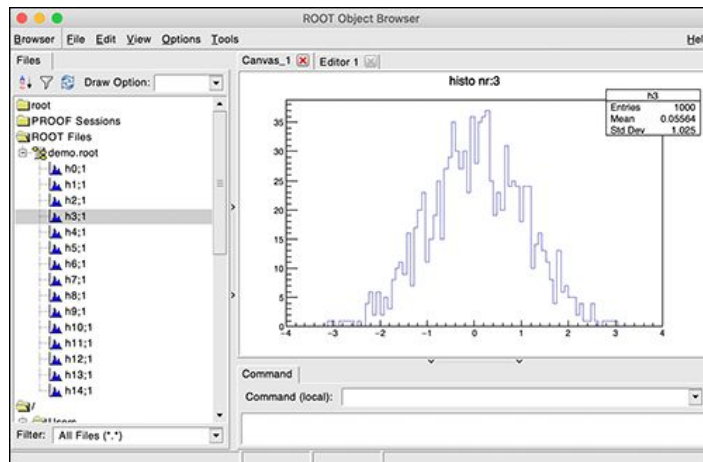 ROOT Object Browser
Browser File Edit View Options Tools
Files
Draw Option:
root
PROOF Sessions
ROOT Files
demo.root
h0;1
h1;1
h2;1
h3;1
h4;1
h5;1
h6;1
h7;1
h8;1
h9;1
h10;1
h11;1
h12;1
h13;1
h14;1
/
Filter: All Files (*.*)
Canvas_1 Editor 1
histo nr:3
h3
Entries 1000
Mean 0.05564
Std Dev 1.025
35
30
25
20
15
10
5
0
−4 −3 −2 −1 0 1 2 3 4
Command
Command (local):